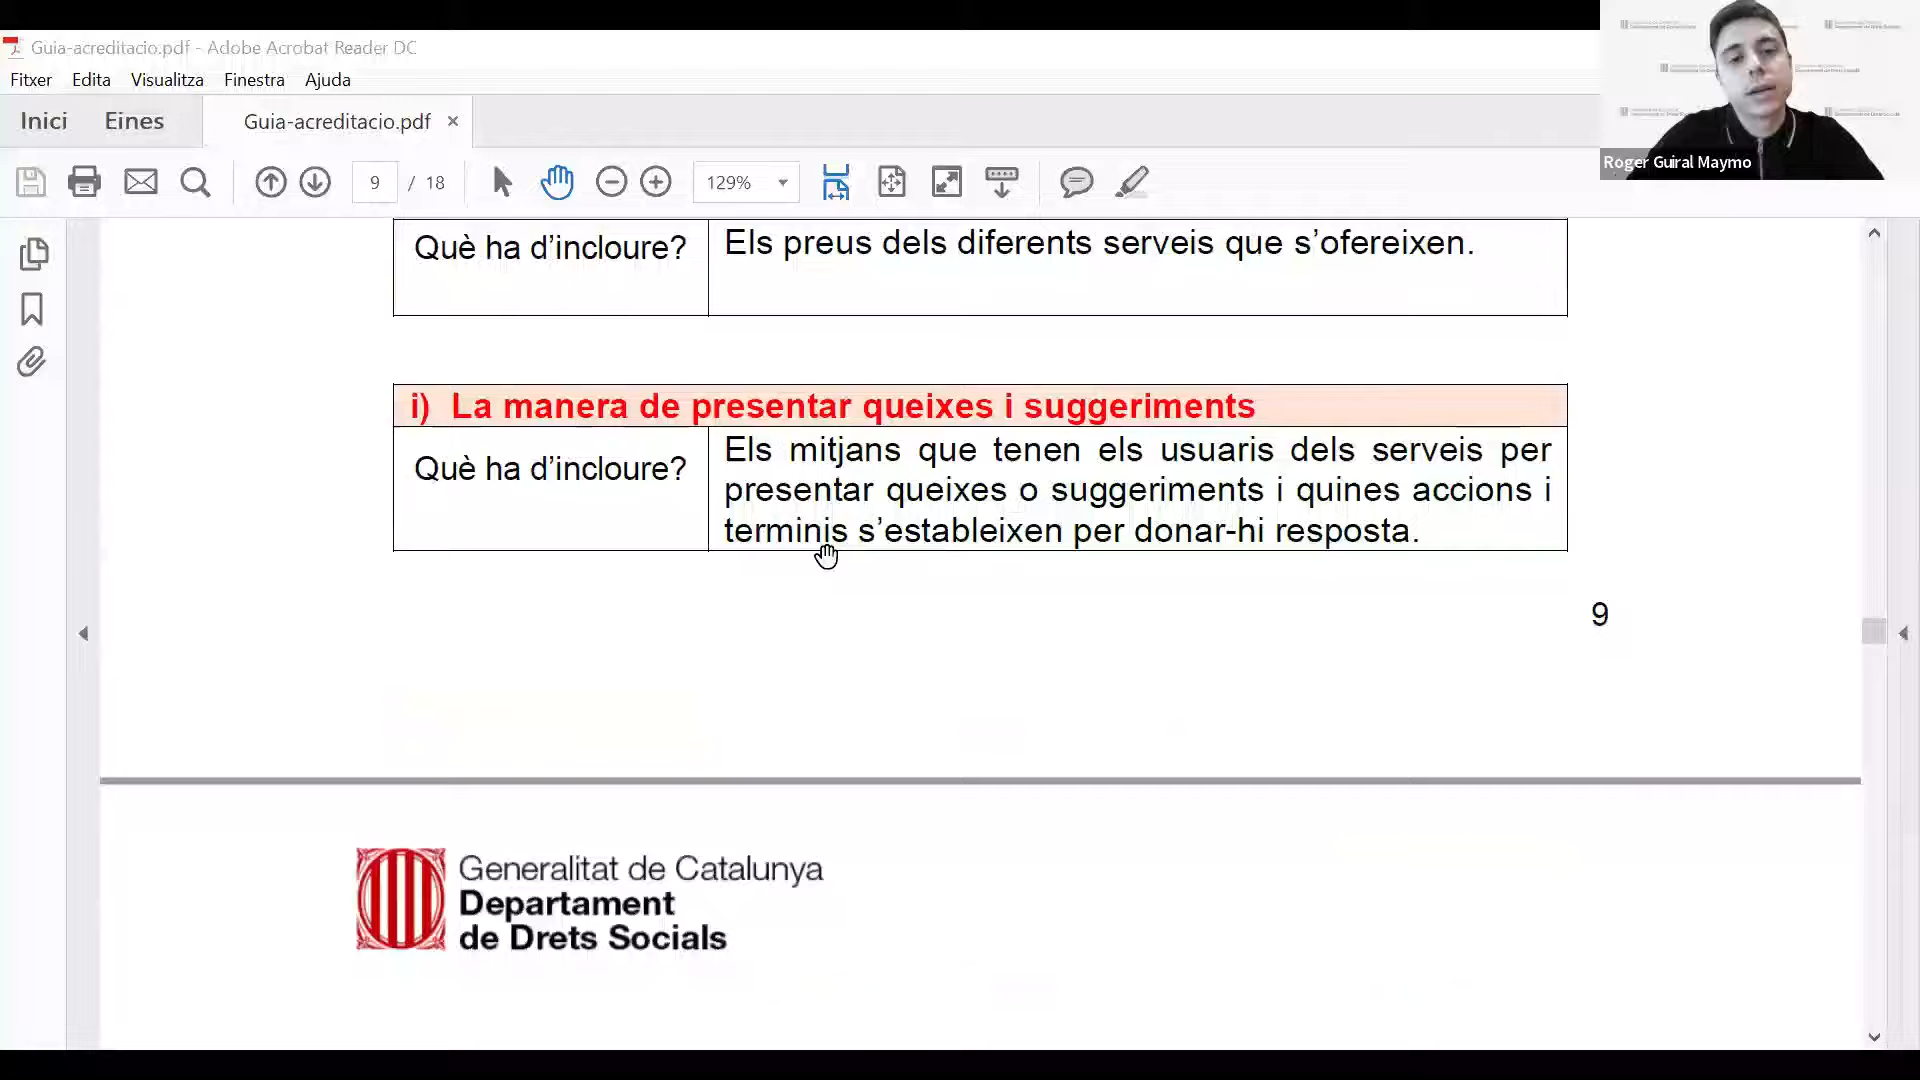 Guia-acreditacio.pdf - Adobe Acrobat Reader DC
Fitxer Edita Visualitza Finestra Ajuda
Inici Eines Guia-acreditacio.pdf
9 / 18 129%
Roger Guiral Maymo
Què ha d’incloure? Els preus dels diferents serveis que s’ofereixen.
i) La manera de presentar queixes i suggeriments
Què ha d’incloure?
Els mitjans que tenen els usuaris dels serveis per
presentar queixes o suggeriments i quines accions i
terminis s’estableixen per donar-hi resposta.
9
Generalitat de Catalunya
Departament
de Drets Socials